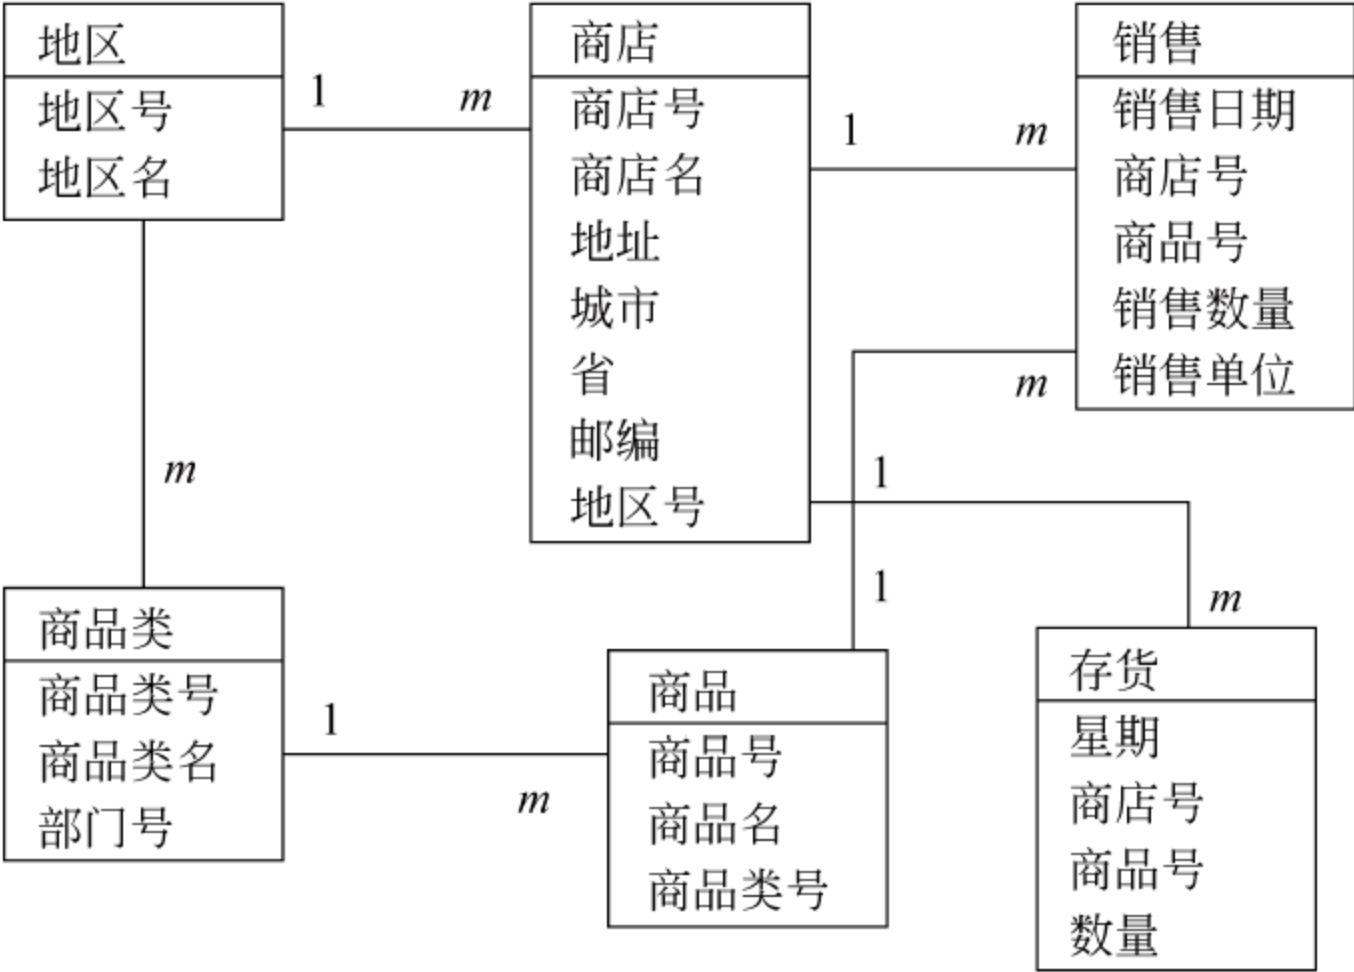 地区
地区号
地区名
1
m
商店
商店号
商店名
地址
城市
省
邮编
地区号
1
m
销售
销售日期
商店号
商品号
销售数量
销售单位
m
m
1
1
m
商品类
商品类号
商品类名
部门号
1
m
商品
商品号
商品名
商品类号
存货
星期
商店号
商品号
数量